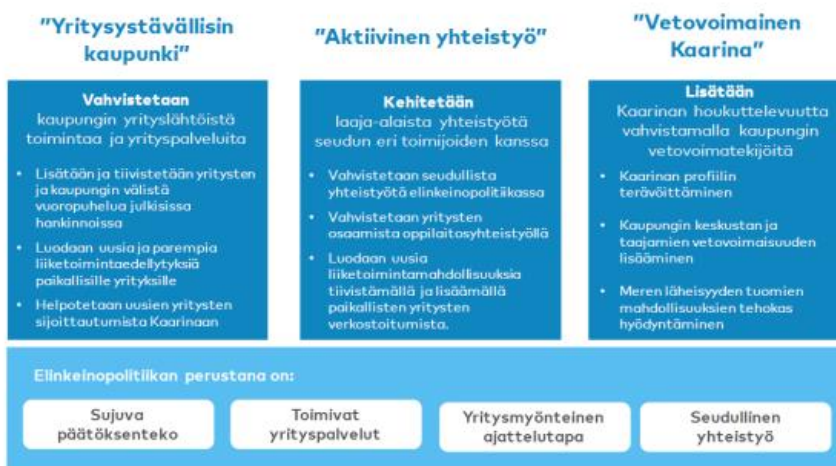 "Yritysystävällisin
kaupunki"
Vahvistetaan
kaupungin yrityslähtöistä
toimintaa ja yrityspalveluita
• Lisätään ja tiivistetään yritysten
ja kaupungin välistä
vuoropuhelua julkisissa
hankinnoissa
• Luodaan uusia ja parempia
liiketoimintaedellytyksiä
paikallisille yrityksille
• Helpotetaan uusien yritysten
sijoittautumista Kaarinaan
"Aktiivinen yhteistyö"
Kehitetään
laaja-alaista yhteistyötä
seudun eri toimijoiden kanssa
• Vahvistetaan seudullista
yhteistyötä elinkeinopolitiikassa
• Vahvistetaan yritysten
osaamista oppilaitosyhteistyöllä
• Luodaan uusia
liiketoimintamahdollisuuksia
tiivistämällä ja lisäämällä
paikallisten yritysten
verkostoitumista.
"Vetovoimainen
Kaarina"
Lisätään
Kaarinan houkuttelevuutta
vahvistamalla kaupungin
vetovoimatekijöitä
• Kaarinan profiilin
terävöittäminen
• Kaupungin keskustan ja
taajamien vetovoimaisuuden
lisääminen
• Meren läheisyyden tuomien
mahdollisuuksien tehokas
hyödyntäminen
Elinkeinopolitiikan perustana on:
Sujuva
päätöksenteko
Toimivat
yrityspalvelut
Yritysmyönteinen
ajattelutapa
Seudullinen
yhteistyö